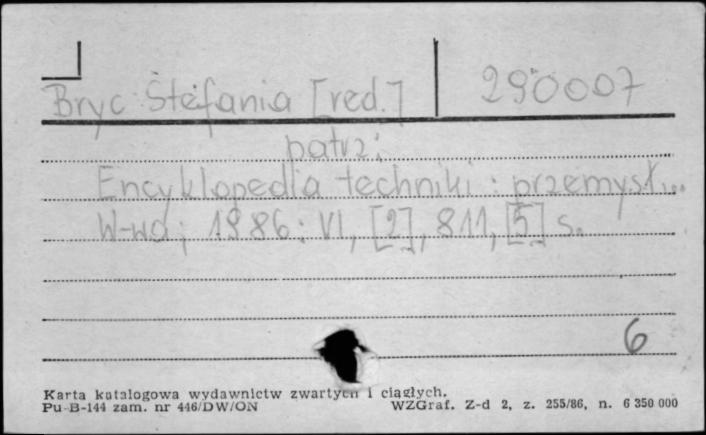 Bryc Stefania [red.] 290007
patrz:
Encyklopedia techniki: przemysł...
W-wa; 1986: VI, [2], 811, [5] s.
6
Karta katalogowa wydawnictw zwartych i ciągłych.
Pu-B-144 zam. nr 446/DW/ON WZGraf. Z-d 2, z. 255/86, n. 6 350 000